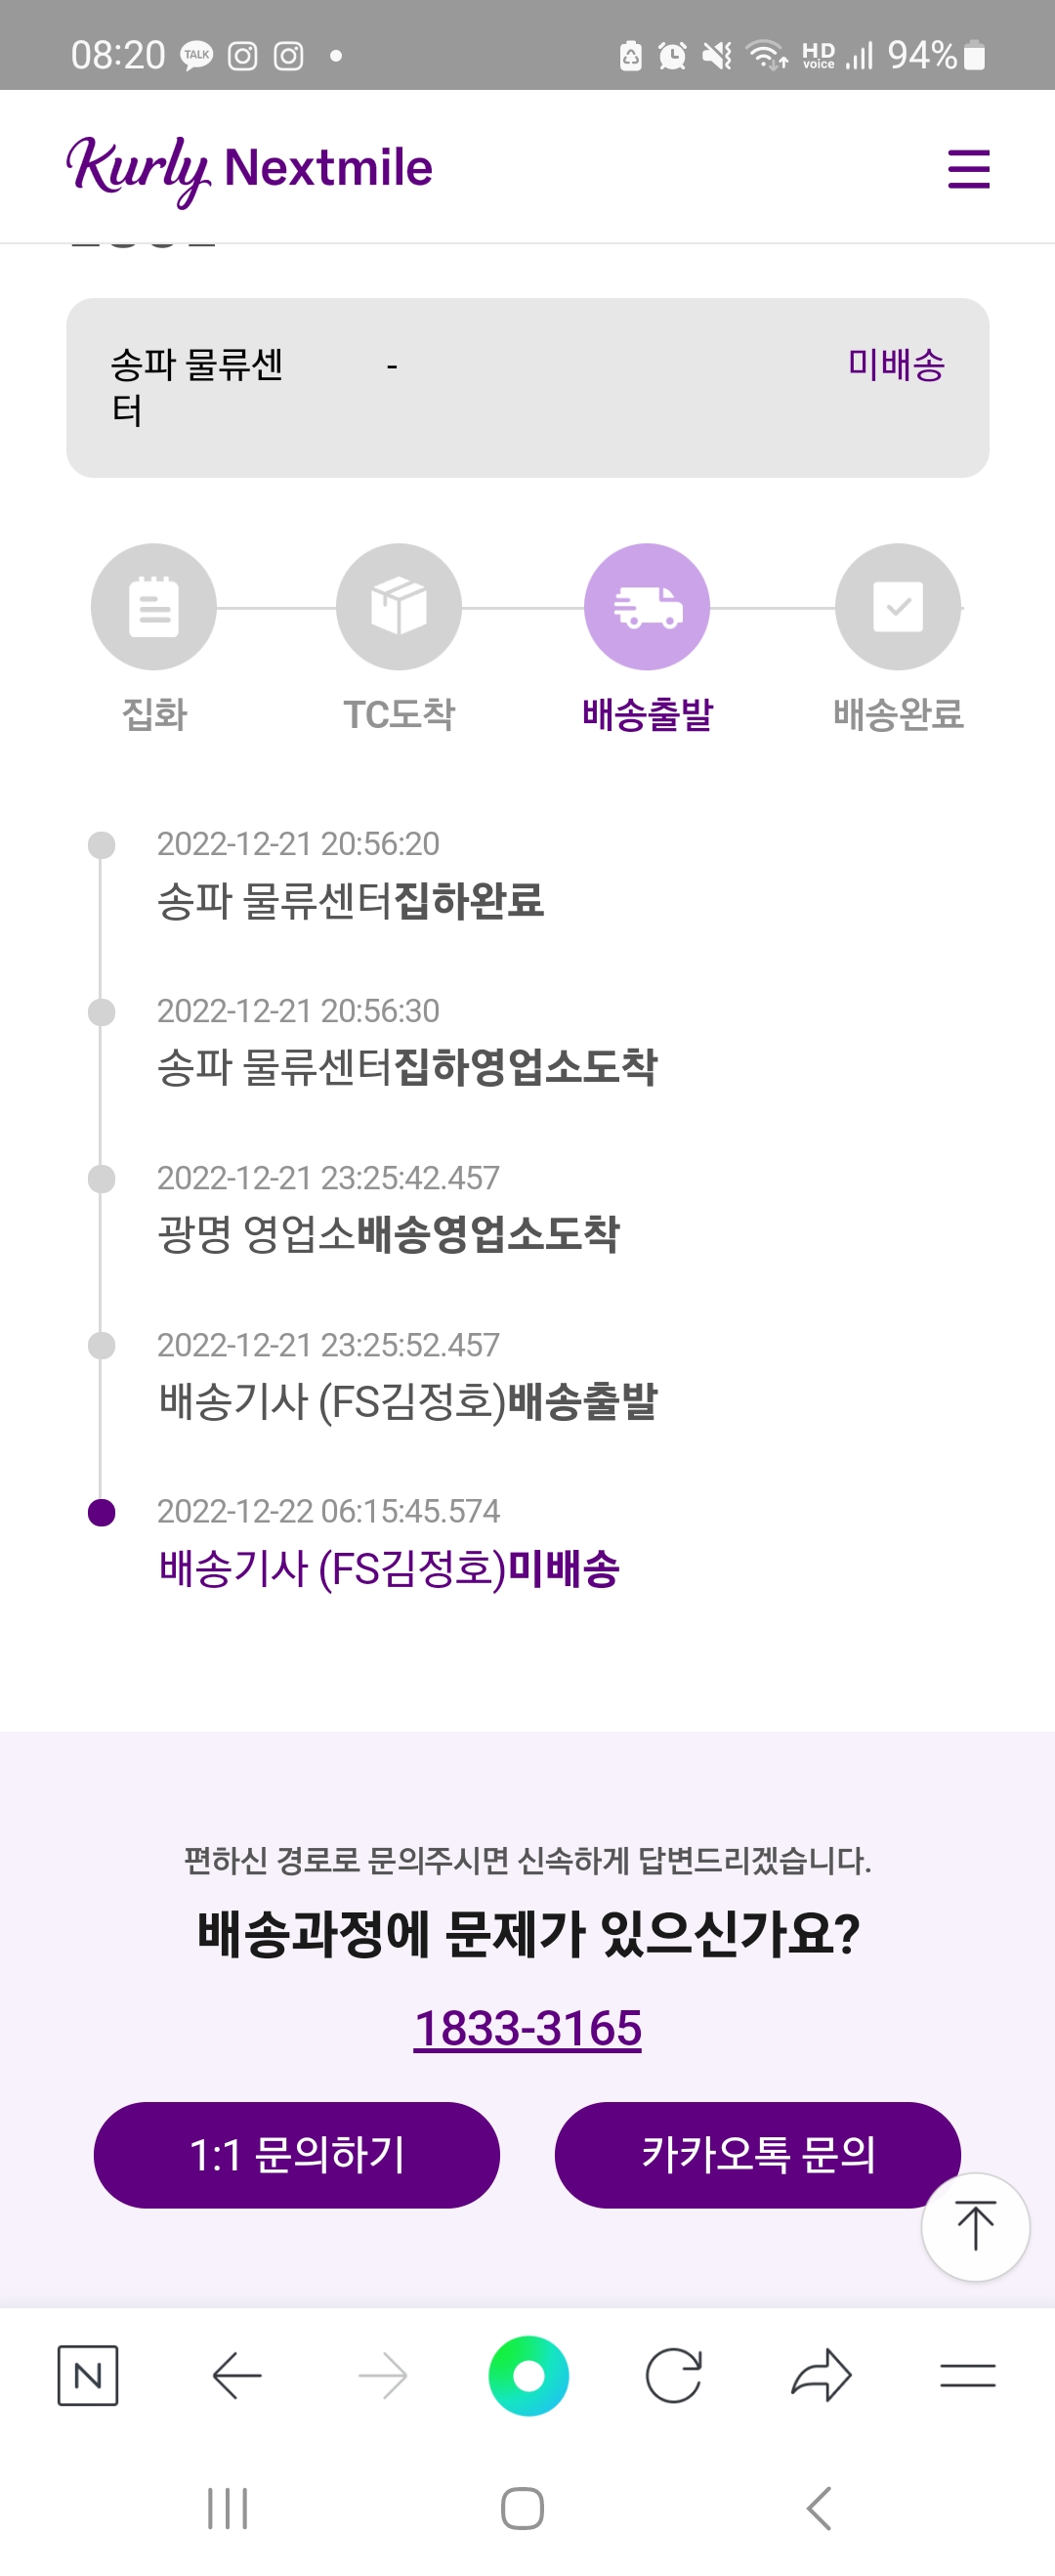 08:20 TALK HD voice 94%
Kurly Nextmile
송파 물류센 - 미배송
터
집화 TC도착 배송출발 배송완료
2022-12-21 20:56:20
송파 물류센터집하완료
2022-12-21 20:56:30
송파 물류센터집하영업소도착
2022-12-21 23:25:42.457
광명 영업소배송영업소도착
2022-12-21 23:25:52.457
배송기사 (FS김정호)배송출발
2022-12-22 06:15:45.574
배송기사 (FS김정호)미배송
편하신 경로로 문의주시면 신속하게 답변드리겠습니다.
배송과정에 문제가 있으신가요?
1833-3165
1:1 문의하기 카카오톡 문의
N